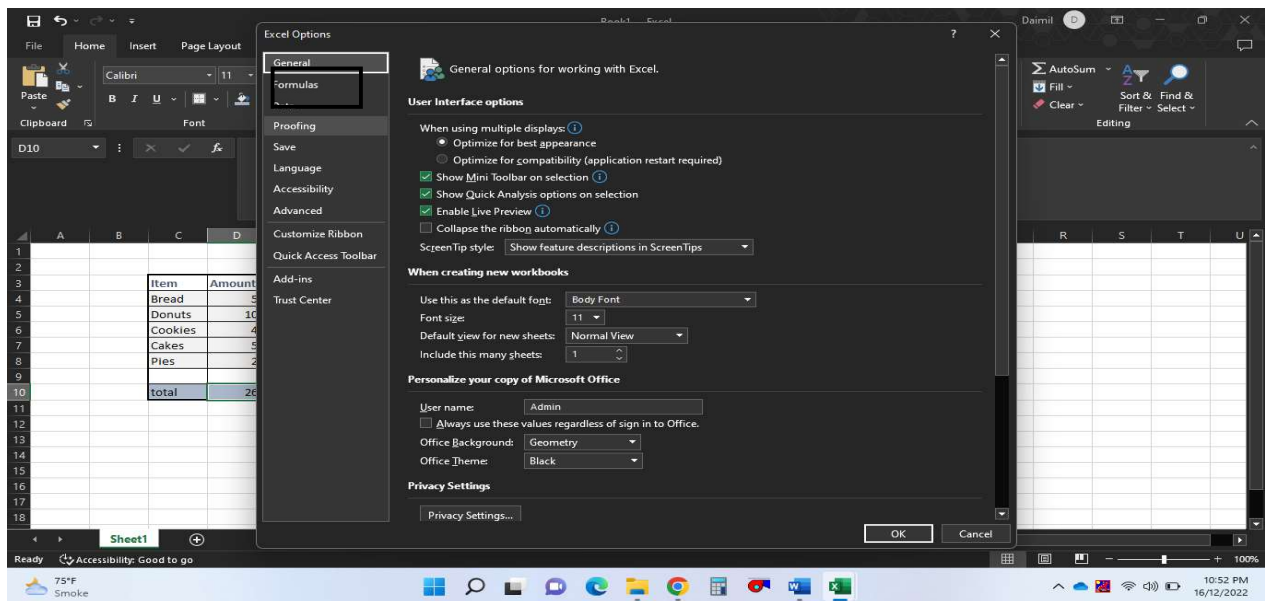 Book1 Excel
Daimil D
File Home Insert Page Layout
Paste
Clipboard
Calibri 11
B I U
Font
AutoSum
Fill
Clear
Sort & Filter
Find & Select
Editing
D10
fx
A B C D R S T U
1
2
3 Item Amount
4 Bread 5
5 Donuts 10
6 Cookies 4
7 Cakes 5
8 Pies 2
9
10 total 26
11
12
13
14
15
16
17
18
Excel Options ?
General
Formulas
Proofing
Save
Language
Accessibility
Advanced
Customize Ribbon
Quick Access Toolbar
Add-ins
Trust Center
General options for working with Excel.
User Interface options
When using multiple displays:
Optimize for best appearance
Optimize for compatibility (application restart required)
Show Mini Toolbar on selection
Show Quick Analysis options on selection
Enable Live Preview
Collapse the ribbon automatically
ScreenTip style: Show feature descriptions in ScreenTips
When creating new workbooks
Use this as the default font: Body Font
Font size: 11
Default view for new sheets: Normal View
Include this many sheets: 1
Personalize your copy of Microsoft Office
User name: Admin
Always use these values regardless of sign in to Office.
Office Background: Geometry
Office Theme: Black
Privacy Settings
Privacy Settings...
OK Cancel
Sheet1
Ready Accessibility: Good to go
100%
75°F
Smoke
10:52 PM
16/12/2022